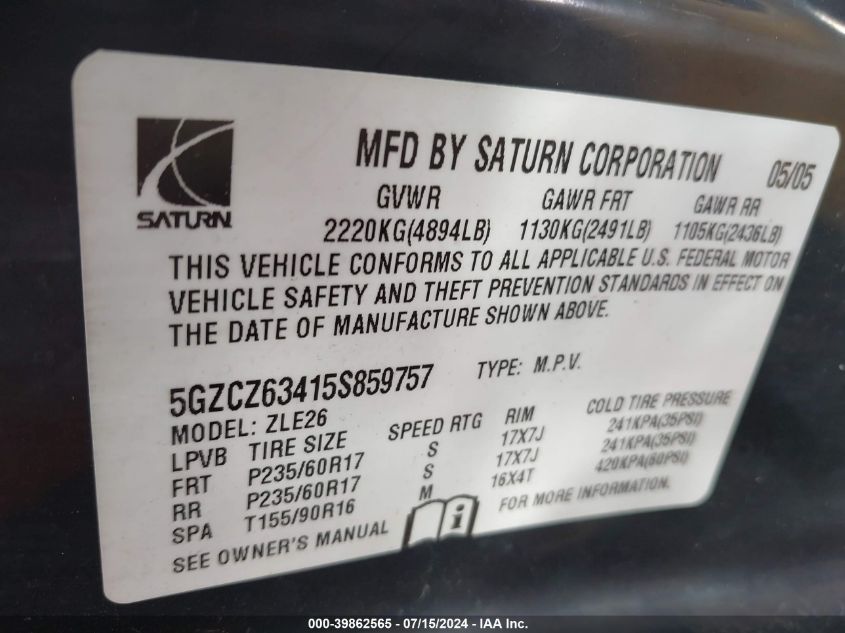 SATURN
MFD BY SATURN CORPORATION 05/05
GVWR GAWR FRT GAWR RR
2220KG(4894LB) 1130KG(2491LB) 1105KG(2436LB)
THIS VEHICLE CONFORMS TO ALL APPLICABLE U.S. FEDERAL MOTOR
VEHICLE SAFETY AND THEFT PREVENTION STANDARDS IN EFFECT ON
THE DATE OF MANUFACTURE SHOWN ABOVE.
5GZCZ63415S859757 TYPE: M.P.V.
MODEL: ZLE26
LPVB TIRE SIZE SPEED RTG RIM COLD TIRE PRESSURE
FRT P235/60R17 S 17X7J 241KPA(35PSI)
RR P235/60R17 S 17X7J 241KPA(35PSI)
SPA T155/90R16 M 16X4T 420KPA(60PSI)
SEE OWNER'S MANUAL i FOR MORE INFORMATION.
000-39862565 - 07/15/2024 - IAA Inc.